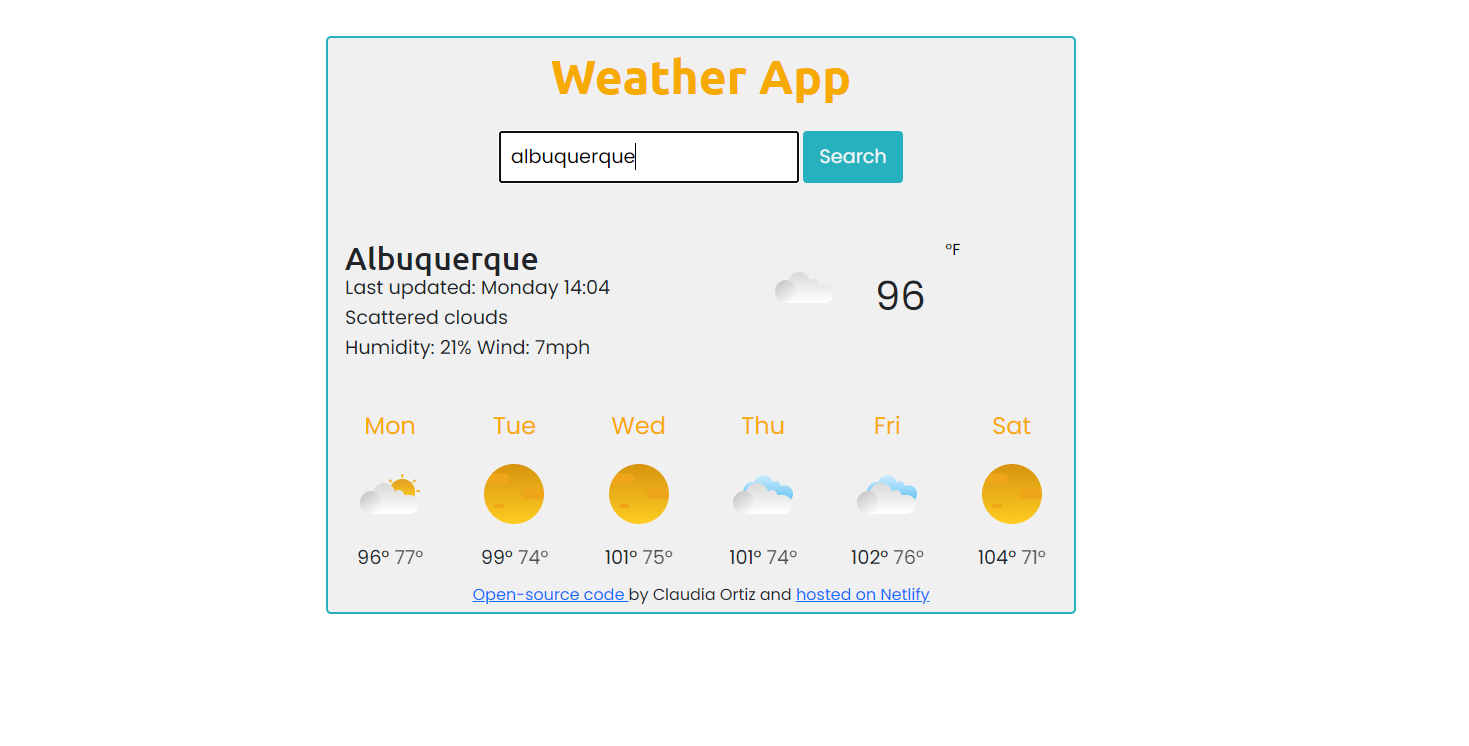 Weather App
albuquerque Search
Albuquerque
°F
Last updated: Monday 14:04
96
Scattered clouds
Humidity: 21% Wind: 7mph
Mon Tue Wed Thu Fri Sat
96° 77° 99° 74° 101° 75° 101° 74° 102° 76° 104° 71°
Open-source code by Claudia Ortiz and hosted on Netlify